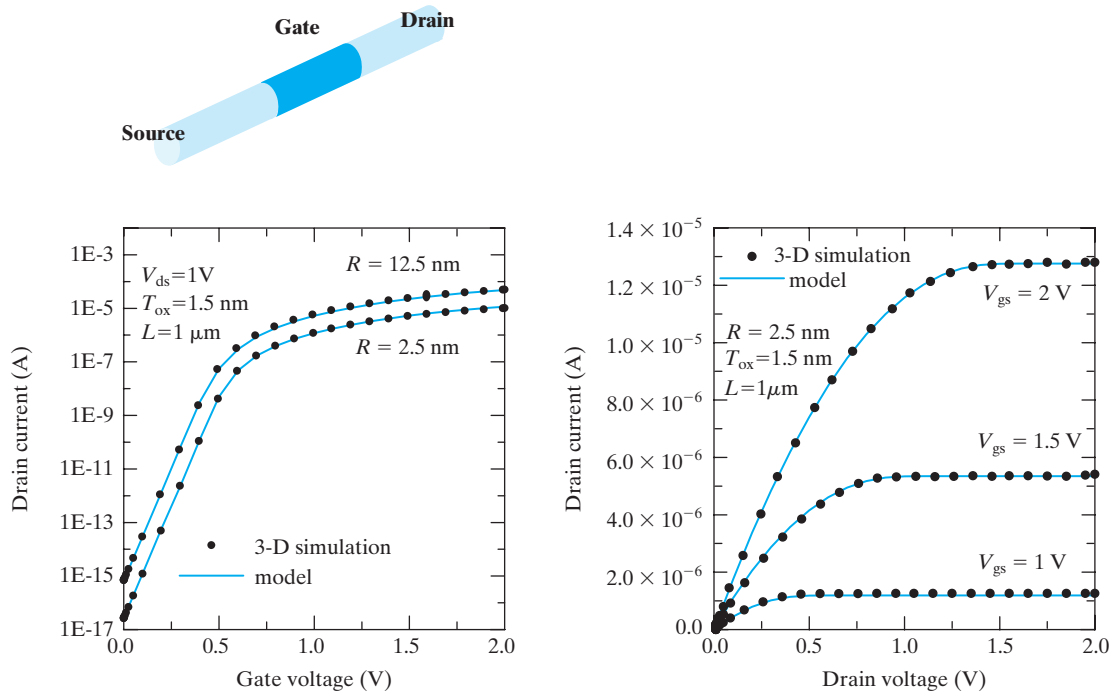 Drain
Gate
Source
1E-3
1E-5
1E-7
1E-9
1E-11
1E-13
1E-15
1E-17
Drain current (A)
V_ds=1V
T_ox=1.5 nm
L=1 μm
R = 12.5 nm
R = 2.5 nm
3-D simulation
model
0.0 0.5 1.0 1.5 2.0
Gate voltage (V)
1.4 × 10⁻⁵
1.2 × 10⁻⁵
1.0 × 10⁻⁵
8.0 × 10⁻⁶
6.0 × 10⁻⁶
4.0 × 10⁻⁶
2.0 × 10⁻⁶
0.0
Drain current (A)
3-D simulation
model
R = 2.5 nm
T_ox=1.5 nm
L=1μm
V_gs = 2 V
V_gs = 1.5 V
V_gs = 1 V
0.0 0.5 1.0 1.5 2.0
Drain voltage (V)